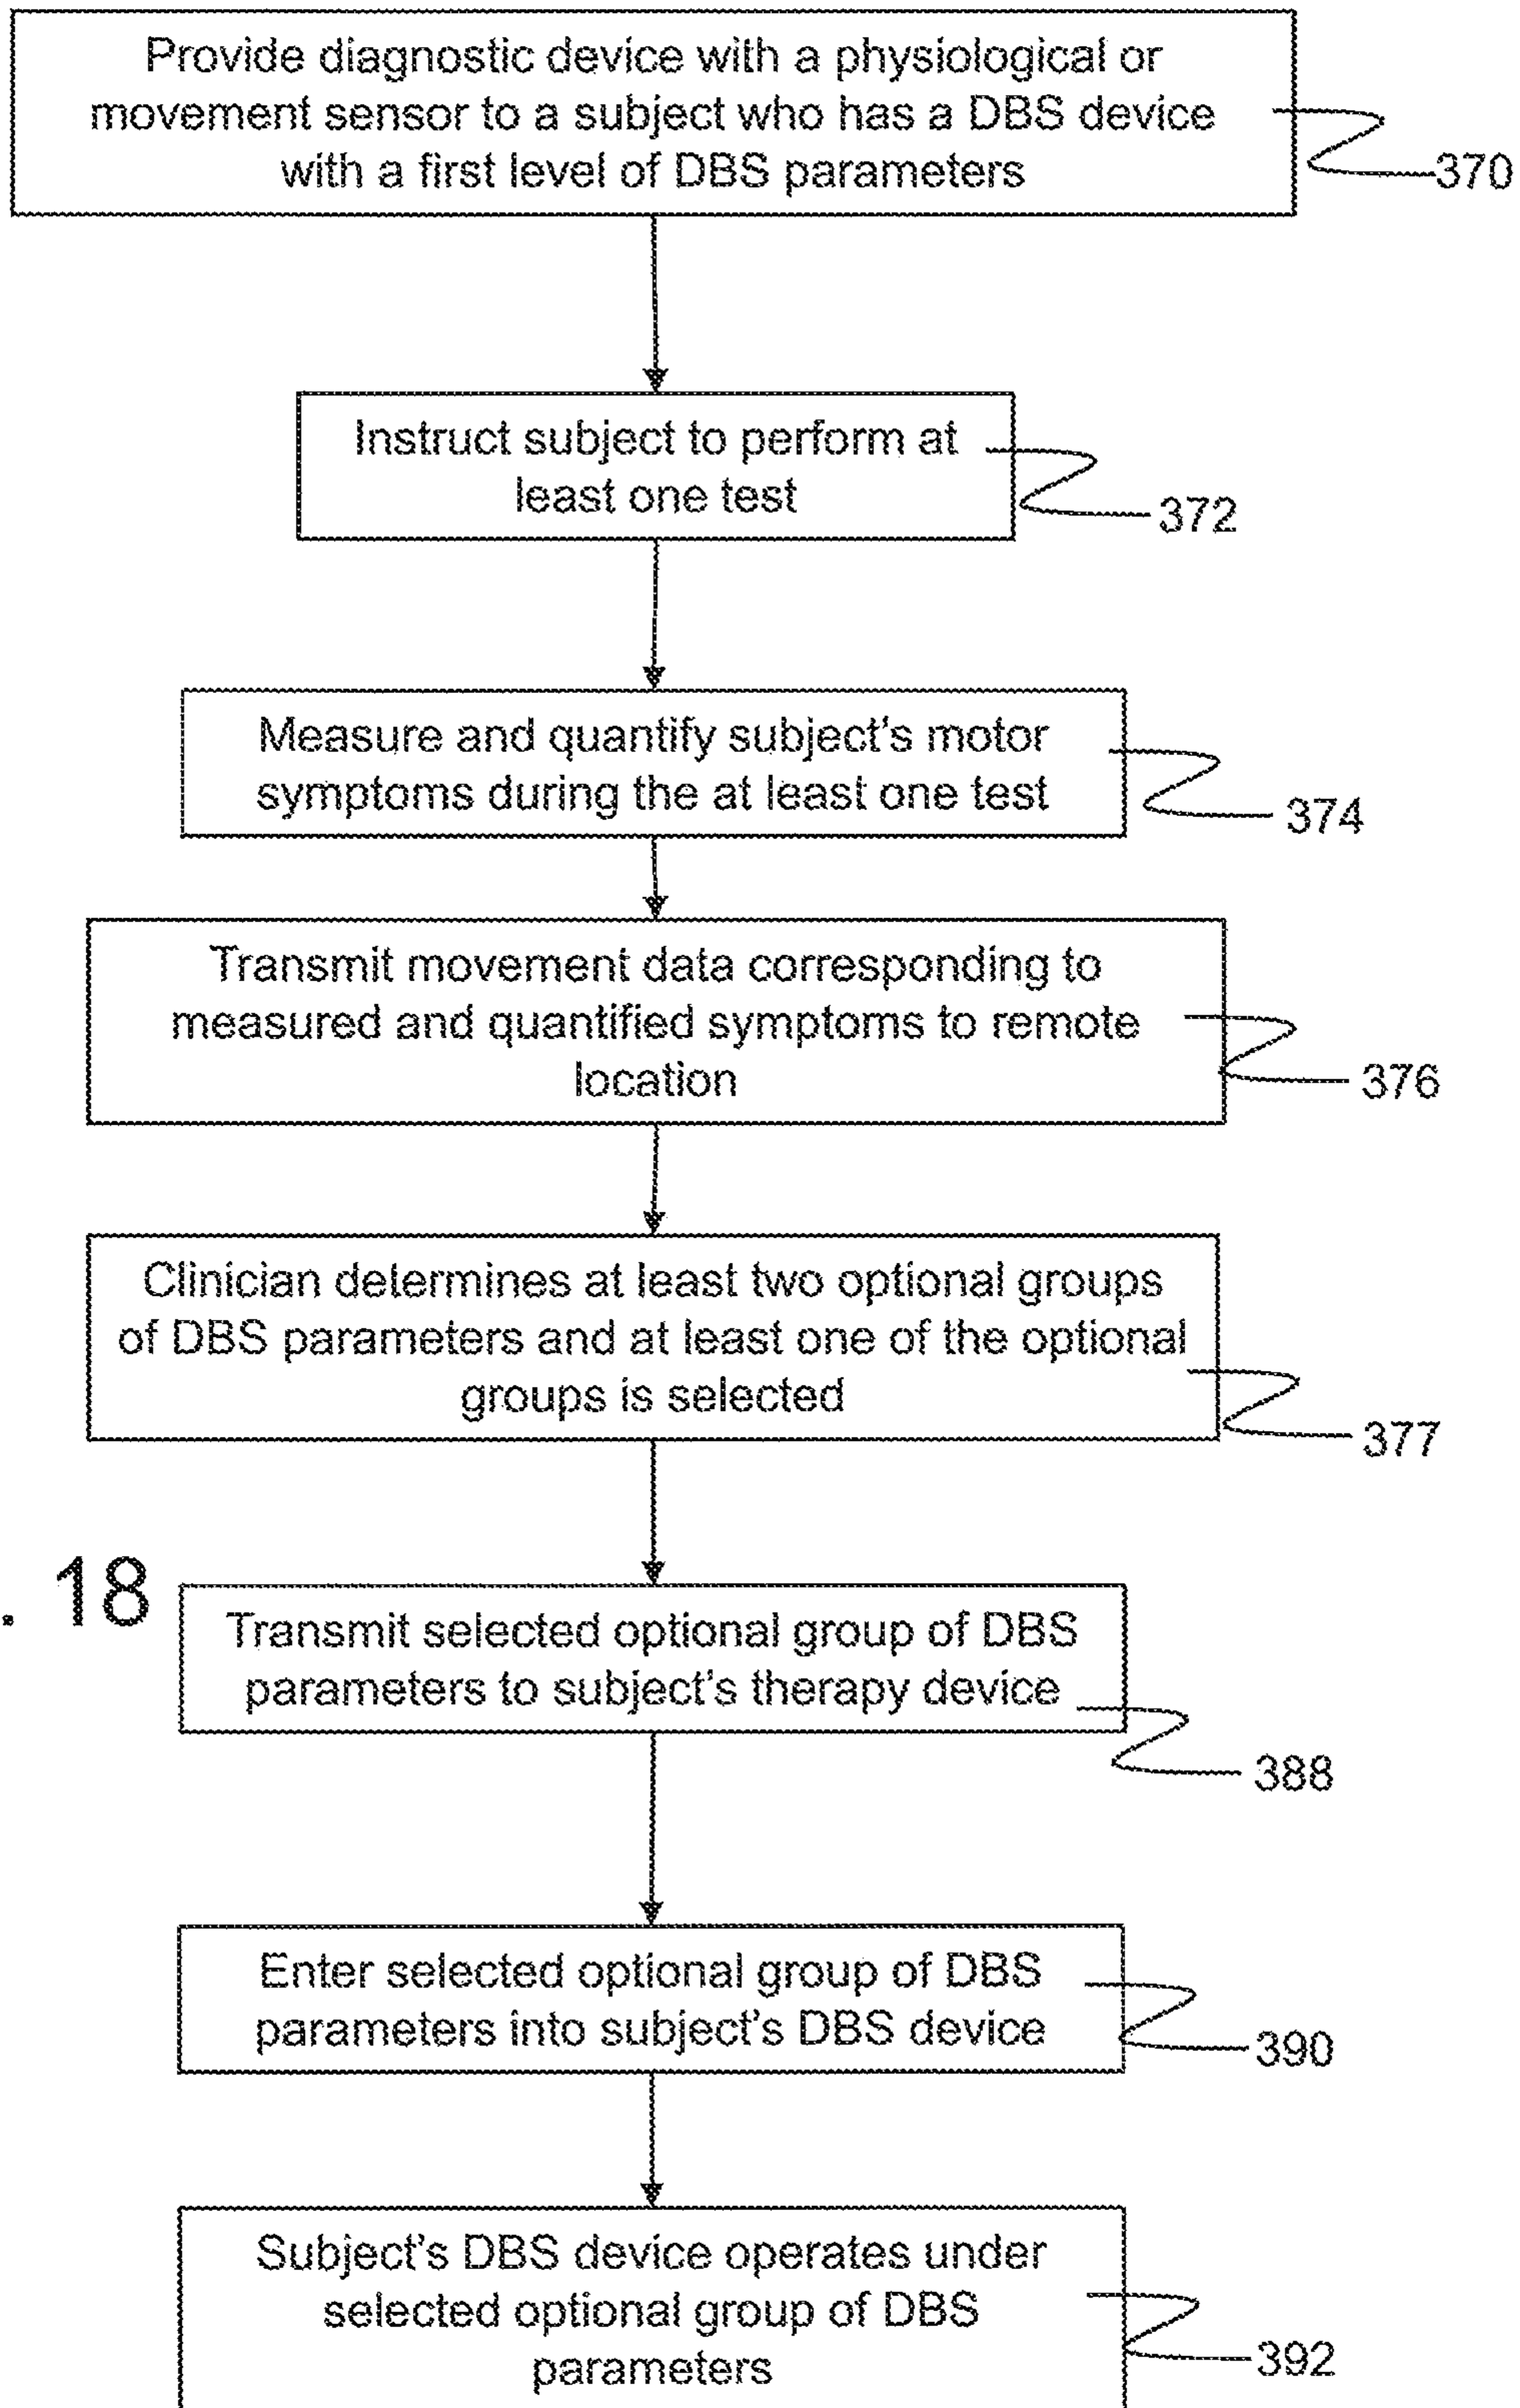 Provide diagnostic device with a physiological or
movement sensor to a subject who has a DBS device
with a first level of DBS parameters
370
Instruct subject to perform at
least one test
372
Measure and quantify subject's motor
symptoms during the at least one test
374
Transmit movement data corresponding to
measured and quantified symptoms to remote
location
376
Clinician determines at least two optional groups
of DBS parameters and at least one of the optional
groups is selected
377
. 18
Transmit selected optional group of DBS
parameters to subject's therapy device
388
Enter selected optional group of DBS
parameters into subject's DBS device
390
Subject's DBS device operates under
selected optional group of DBS
parameters
392